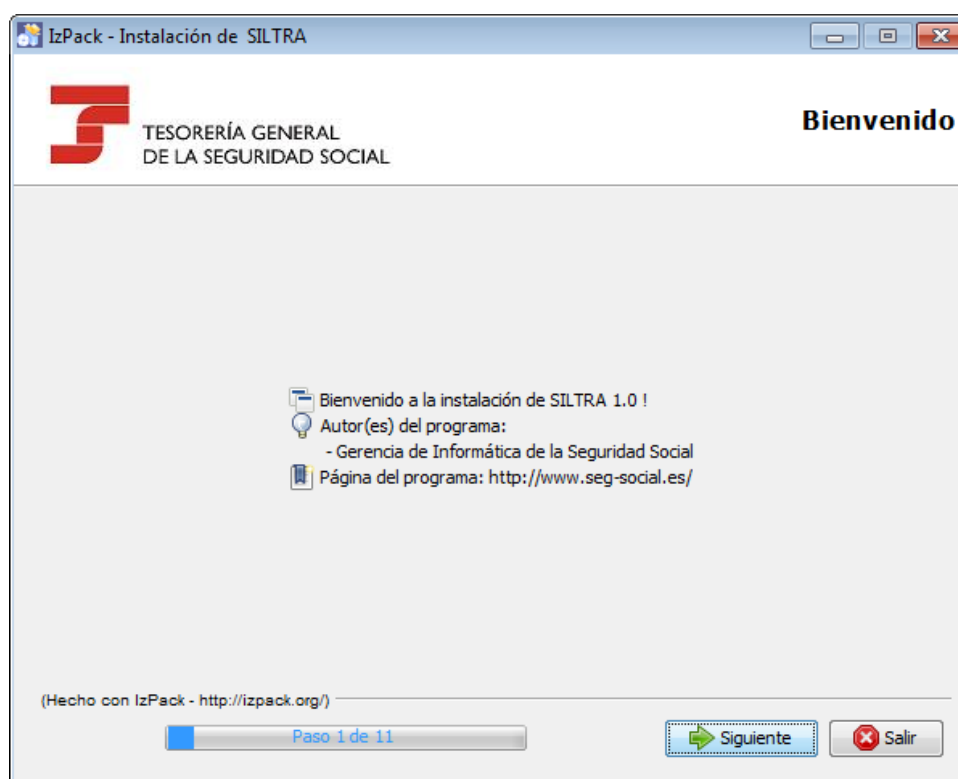 IzPack - Instalación de SILTRA
TESORERÍA GENERAL
DE LA SEGURIDAD SOCIAL
Bienvenido
Bienvenido a la instalación de SILTRA 1.0 !
Autor(es) del programa:
- Gerencia de Informática de la Seguridad Social
Página del programa: http://www.seg-social.es/
(Hecho con IzPack - http://izpack.org/)
Paso 1 de 11
Siguiente
Salir